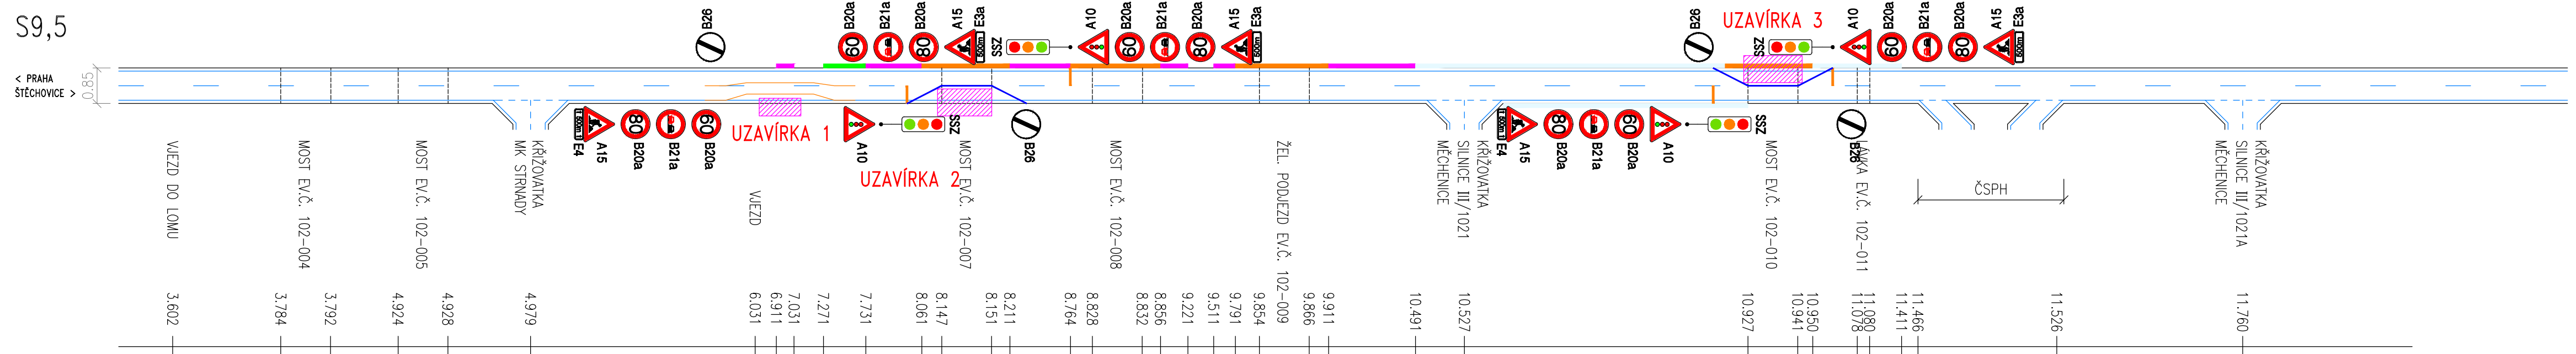 S9,5
< PRAHA
ŠTĚCHOVICE >
0.85
B26
B20a
B21a
B20a
A15
E3a
SSZ
A10
B20a
B21a
B20a
A15
E3a
B26
UZAVÍRKA 3
SSZ
A10
B20a
B21a
B20a
A15
E3a
60
80
500m
60
80
500m
60
80
500m
E4
A15
B20a
B21a
B20a
80
60
UZAVÍRKA 1
A10
SSZ
UZAVÍRKA 2
B26
E4
A15
B20a
B21a
B20a
A10
80
60
SSZ
B26
VJEZD DO LOMU
MOST EV.Č. 102-004
MOST EV.Č. 102-005
KŘIŽOVATKA
MK STRNADY
VJEZD
MOST EV.Č. 102-007
MOST EV.Č. 102-008
ŽEL. PODJEZD EV.Č. 102-009
KŘIŽOVATKA
SILNICE III/1021
MĚCHENICE
MOST EV.Č. 102-010
LÁVKA EV.Č. 102-011
ČSPH
KŘIŽOVATKA
SILNICE III/1021A
MĚCHENICE
3.602
3.784
3.792
4.924
4.928
4.979
6.031
6.911
7.031
7.271
7.731
8.061
8.147
8.151
8.211
8.764
8.828
8.832
8.856
9.221
9.511
9.791
9.854
9.866
9.911
10.491
10.527
10.927
10.941
10.950
11.078
11.080
11.411
11.466
11.526
11.760